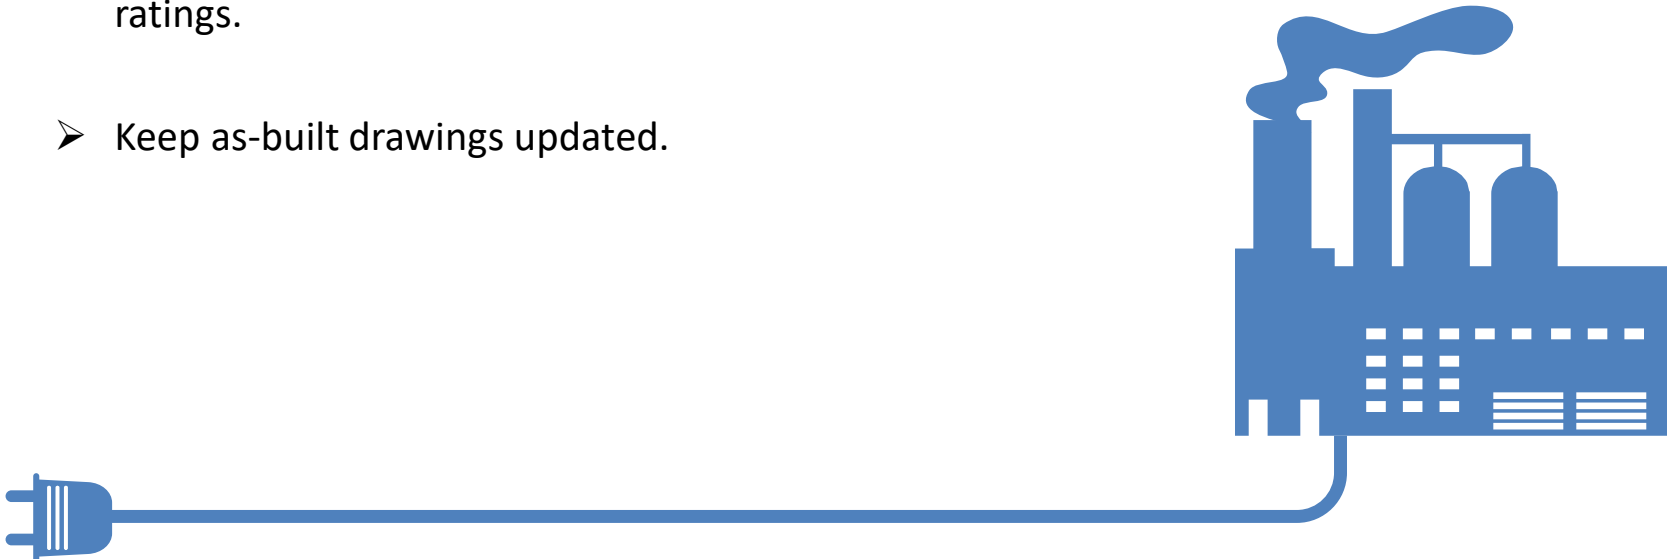 ratings.
➢ Keep as-built drawings updated.